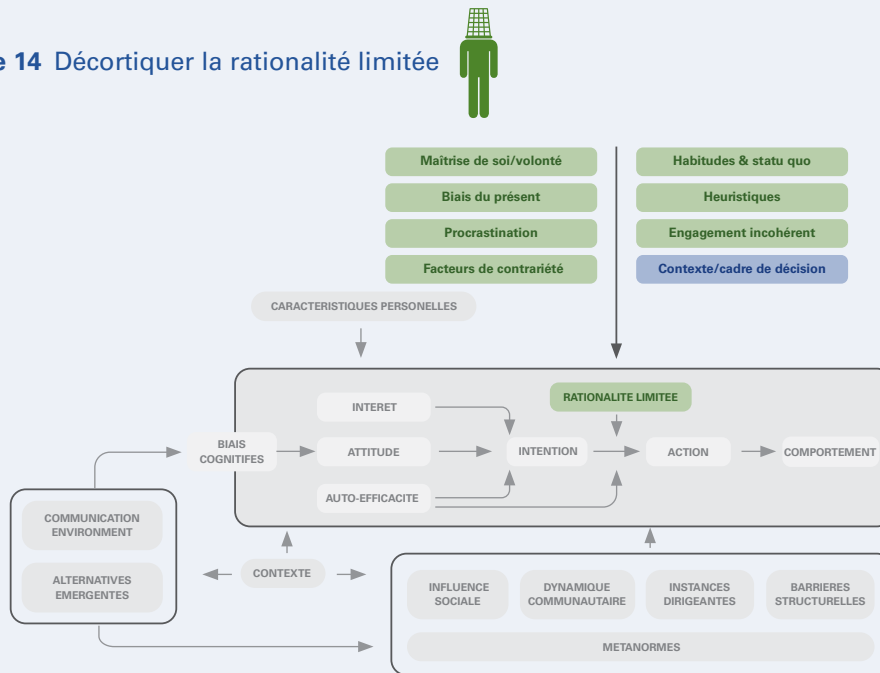 e 14 Décortiquer la rationalité limitée
Maîtrise de soi/volonté
Habitudes & statu quo
Biais du présent
Heuristiques
Procrastination
Engagement incohérent
Facteurs de contrariété
Contexte/cadre de décision
CARACTERISTIQUES PERSONELLES
RATIONALITE LIMITEE
INTERET
BIAIS
COGNITIFES
ATTITUDE
INTENTION
ACTION
COMPORTEMENT
AUTO-EFFICACITE
COMMUNICATION
ENVIRONMENT
ALTERNATIVES
EMERGENTES
CONTEXTE
INFLUENCE
SOCIALE
DYNAMIQUE
COMMUNAUTAIRE
INSTANCES
DIRIGEANTES
BARRIERES
STRUCTURELLES
METANORMES